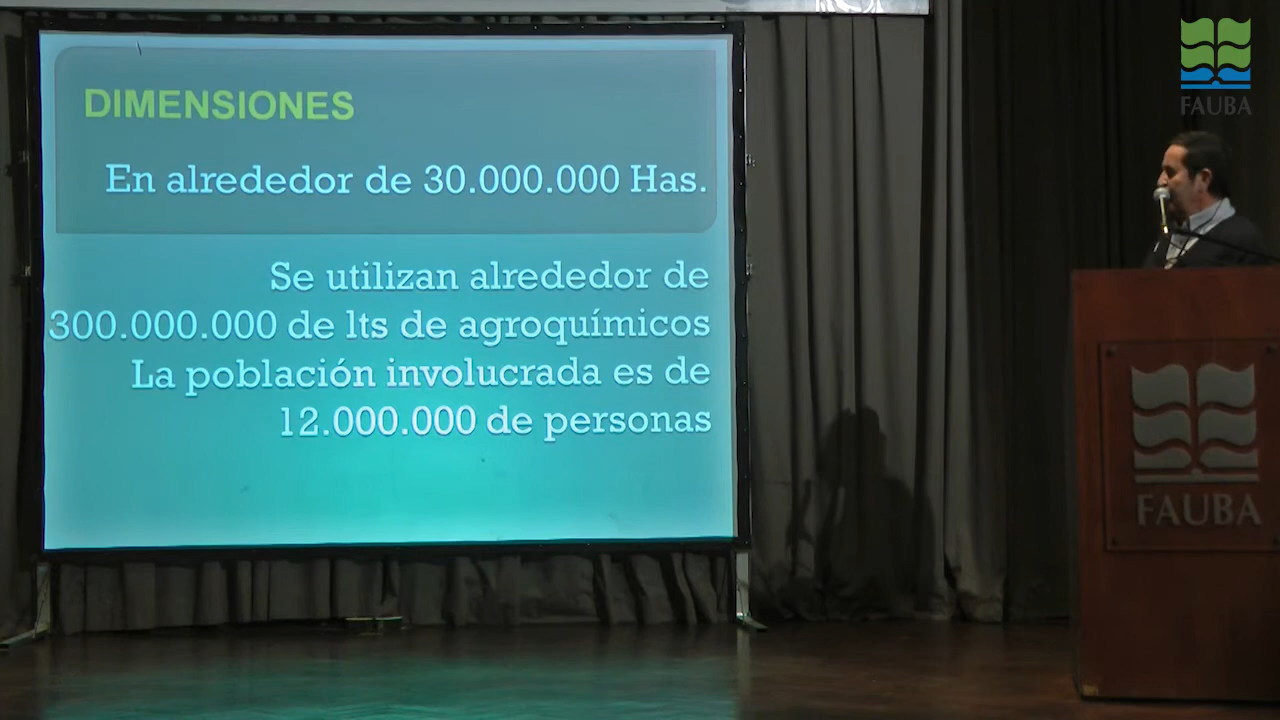 DIMENSIONES
En alrededor de 30.000.000 Has.
Se utilizan alrededor de
300.000.000 de lts de agroquímicos
La población involucrada es de
12.000.000 de personas
FAUBA
FAUBA